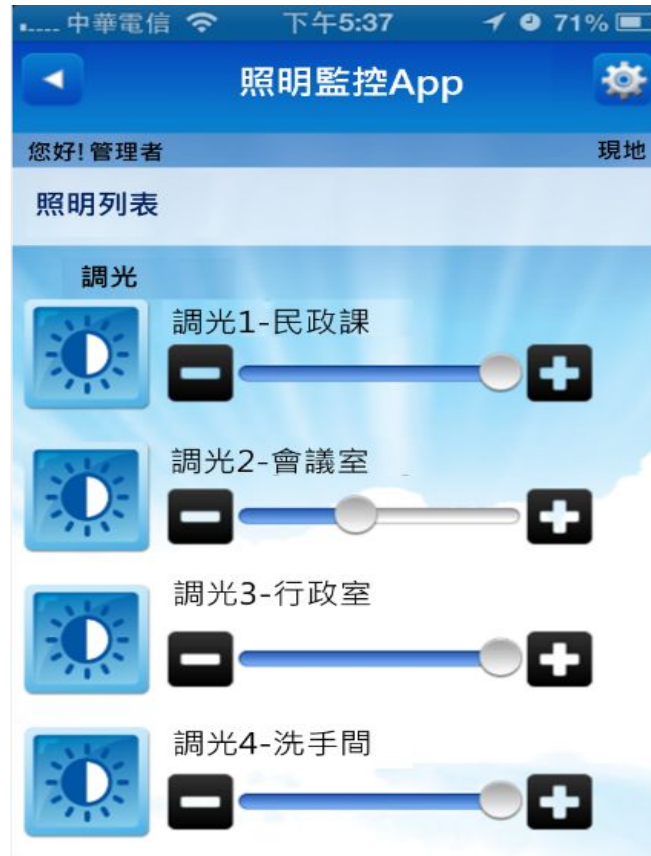 中華電信 下午5:37 71%
照明監控App
您好!管理者 現地
照明列表
調光
調光1-民政課
調光2-會議室
調光3-行政室
調光4-洗手間